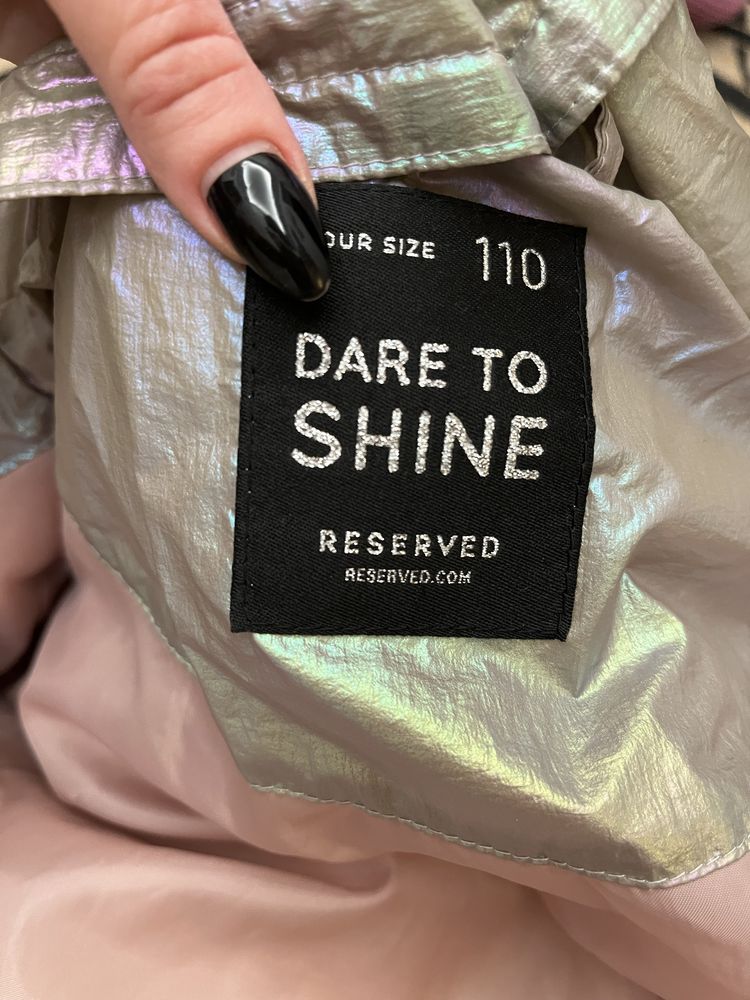 OUR SIZE 110
DARE TO
SHINE
RESERVED
RESERVED.COM